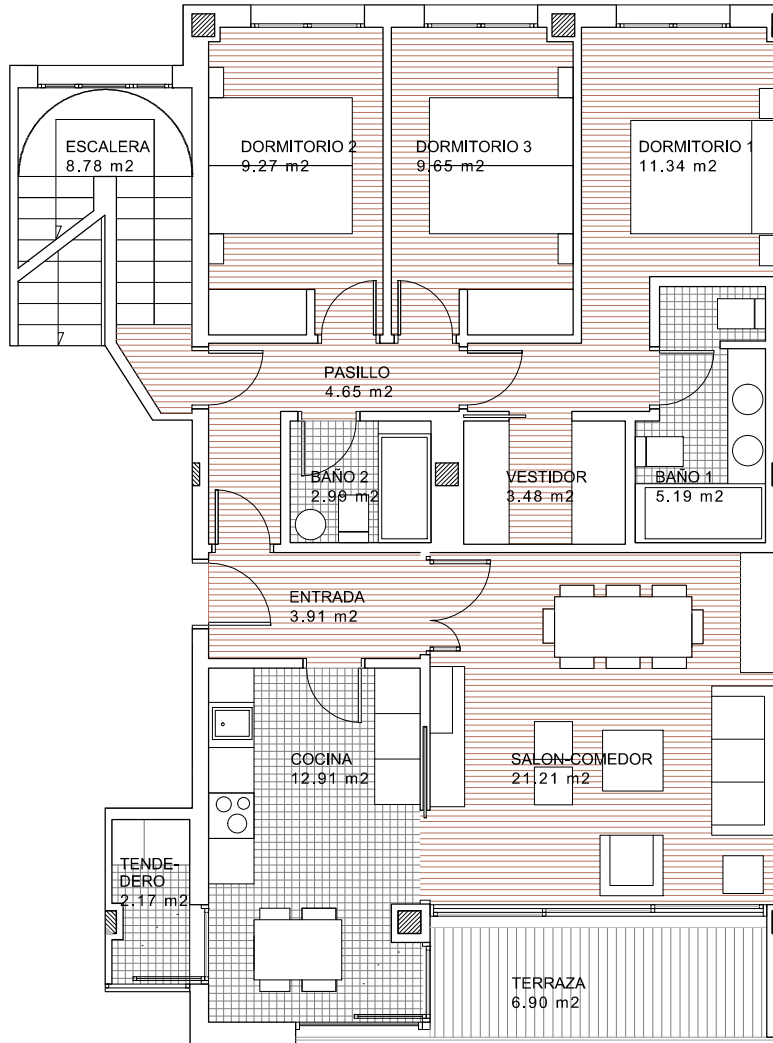 ESCALERA
8.78 m2
DORMITORIO 2
9.27 m2
DORMITORIO 3
9.65 m2
DORMITORIO 1
11.34 m2
PASILLO
4.65 m2
BAÑO 2
2.99 m2
VESTIDOR
3.48 m2
BAÑO 1
5.19 m2
ENTRADA
3.91 m2
COCINA
12.91 m2
SALON-COMEDOR
21.21 m2
TENDE-
DERO
2.17 m2
TERRAZA
6.90 m2